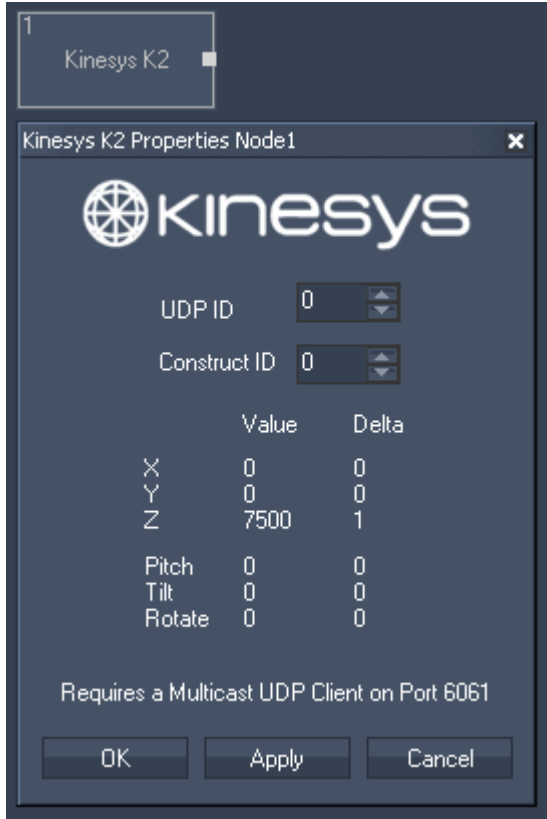 1
Kinesys K2
Kinesys K2 Properties Node1
kinesys
UDP ID 0
Construct ID 0
Value Delta
X 0 0
Y 0 0
Z 7500 1
Pitch 0 0
Tilt 0 0
Rotate 0 0
Requires a Multicast UDP Client on Port 6061
OK Apply Cancel